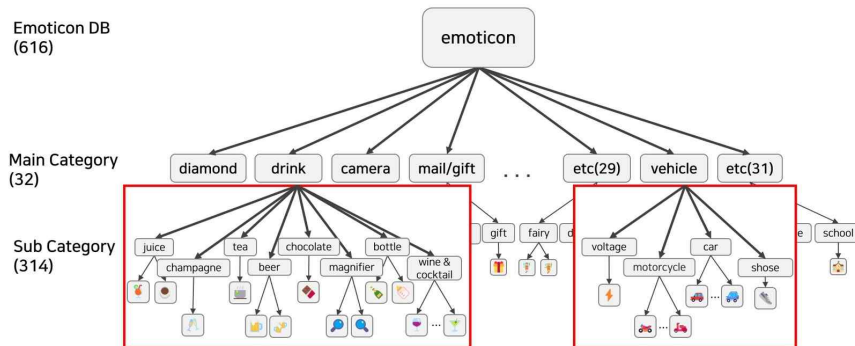 Emoticon DB
(616)
emoticon
Main Category
(32)
diamond
drink
camera
mail/gift
. . .
etc(29)
vehicle
etc(31)
Sub Category
(314)
juice
tea
chocolate
bottle
champagne
beer
magnifier
wine &
cocktail
...
gift
fairy
voltage
car
motorcycle
shose
...
...
school